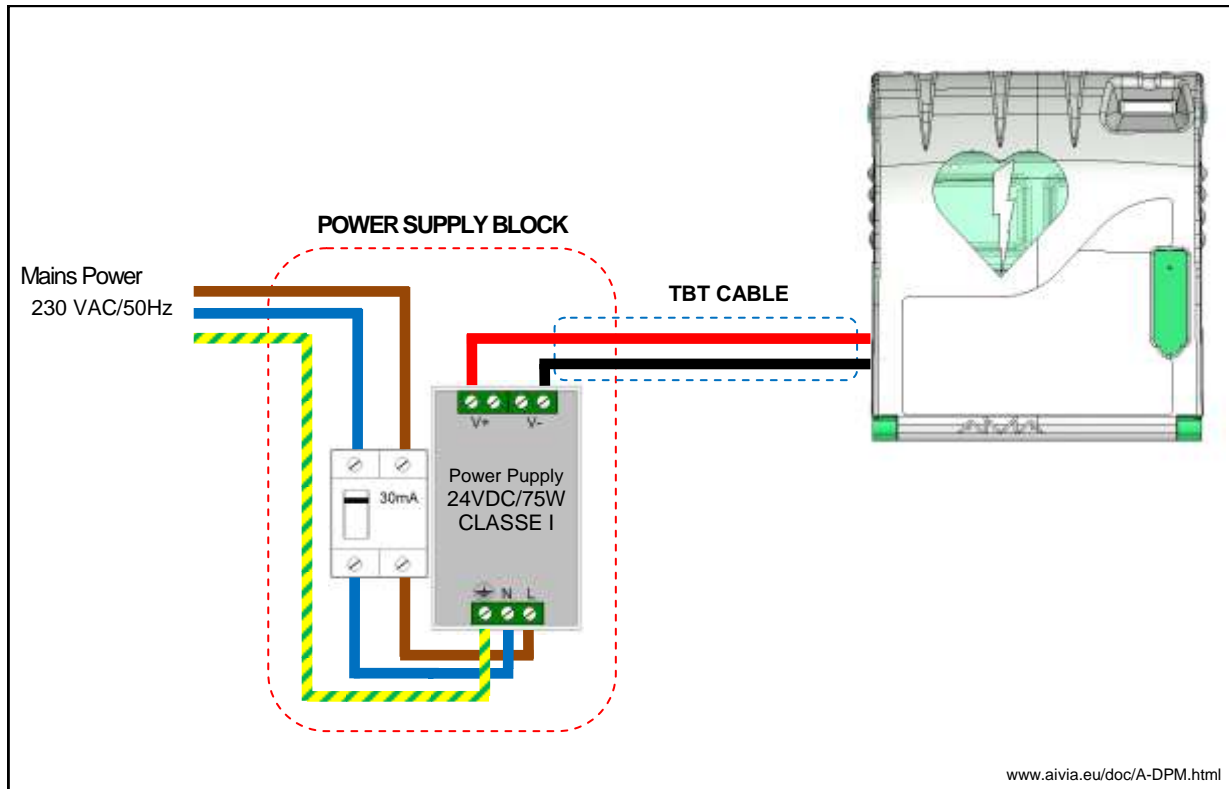 POWER SUPPLY BLOCK
Mains Power
230 VAC/50Hz
TBT CABLE
V+ V-
30mA
Power Pupply
24VDC/75W
CLASSE I
N L
aivia
www.aivia.eu/doc/A-DPM.html